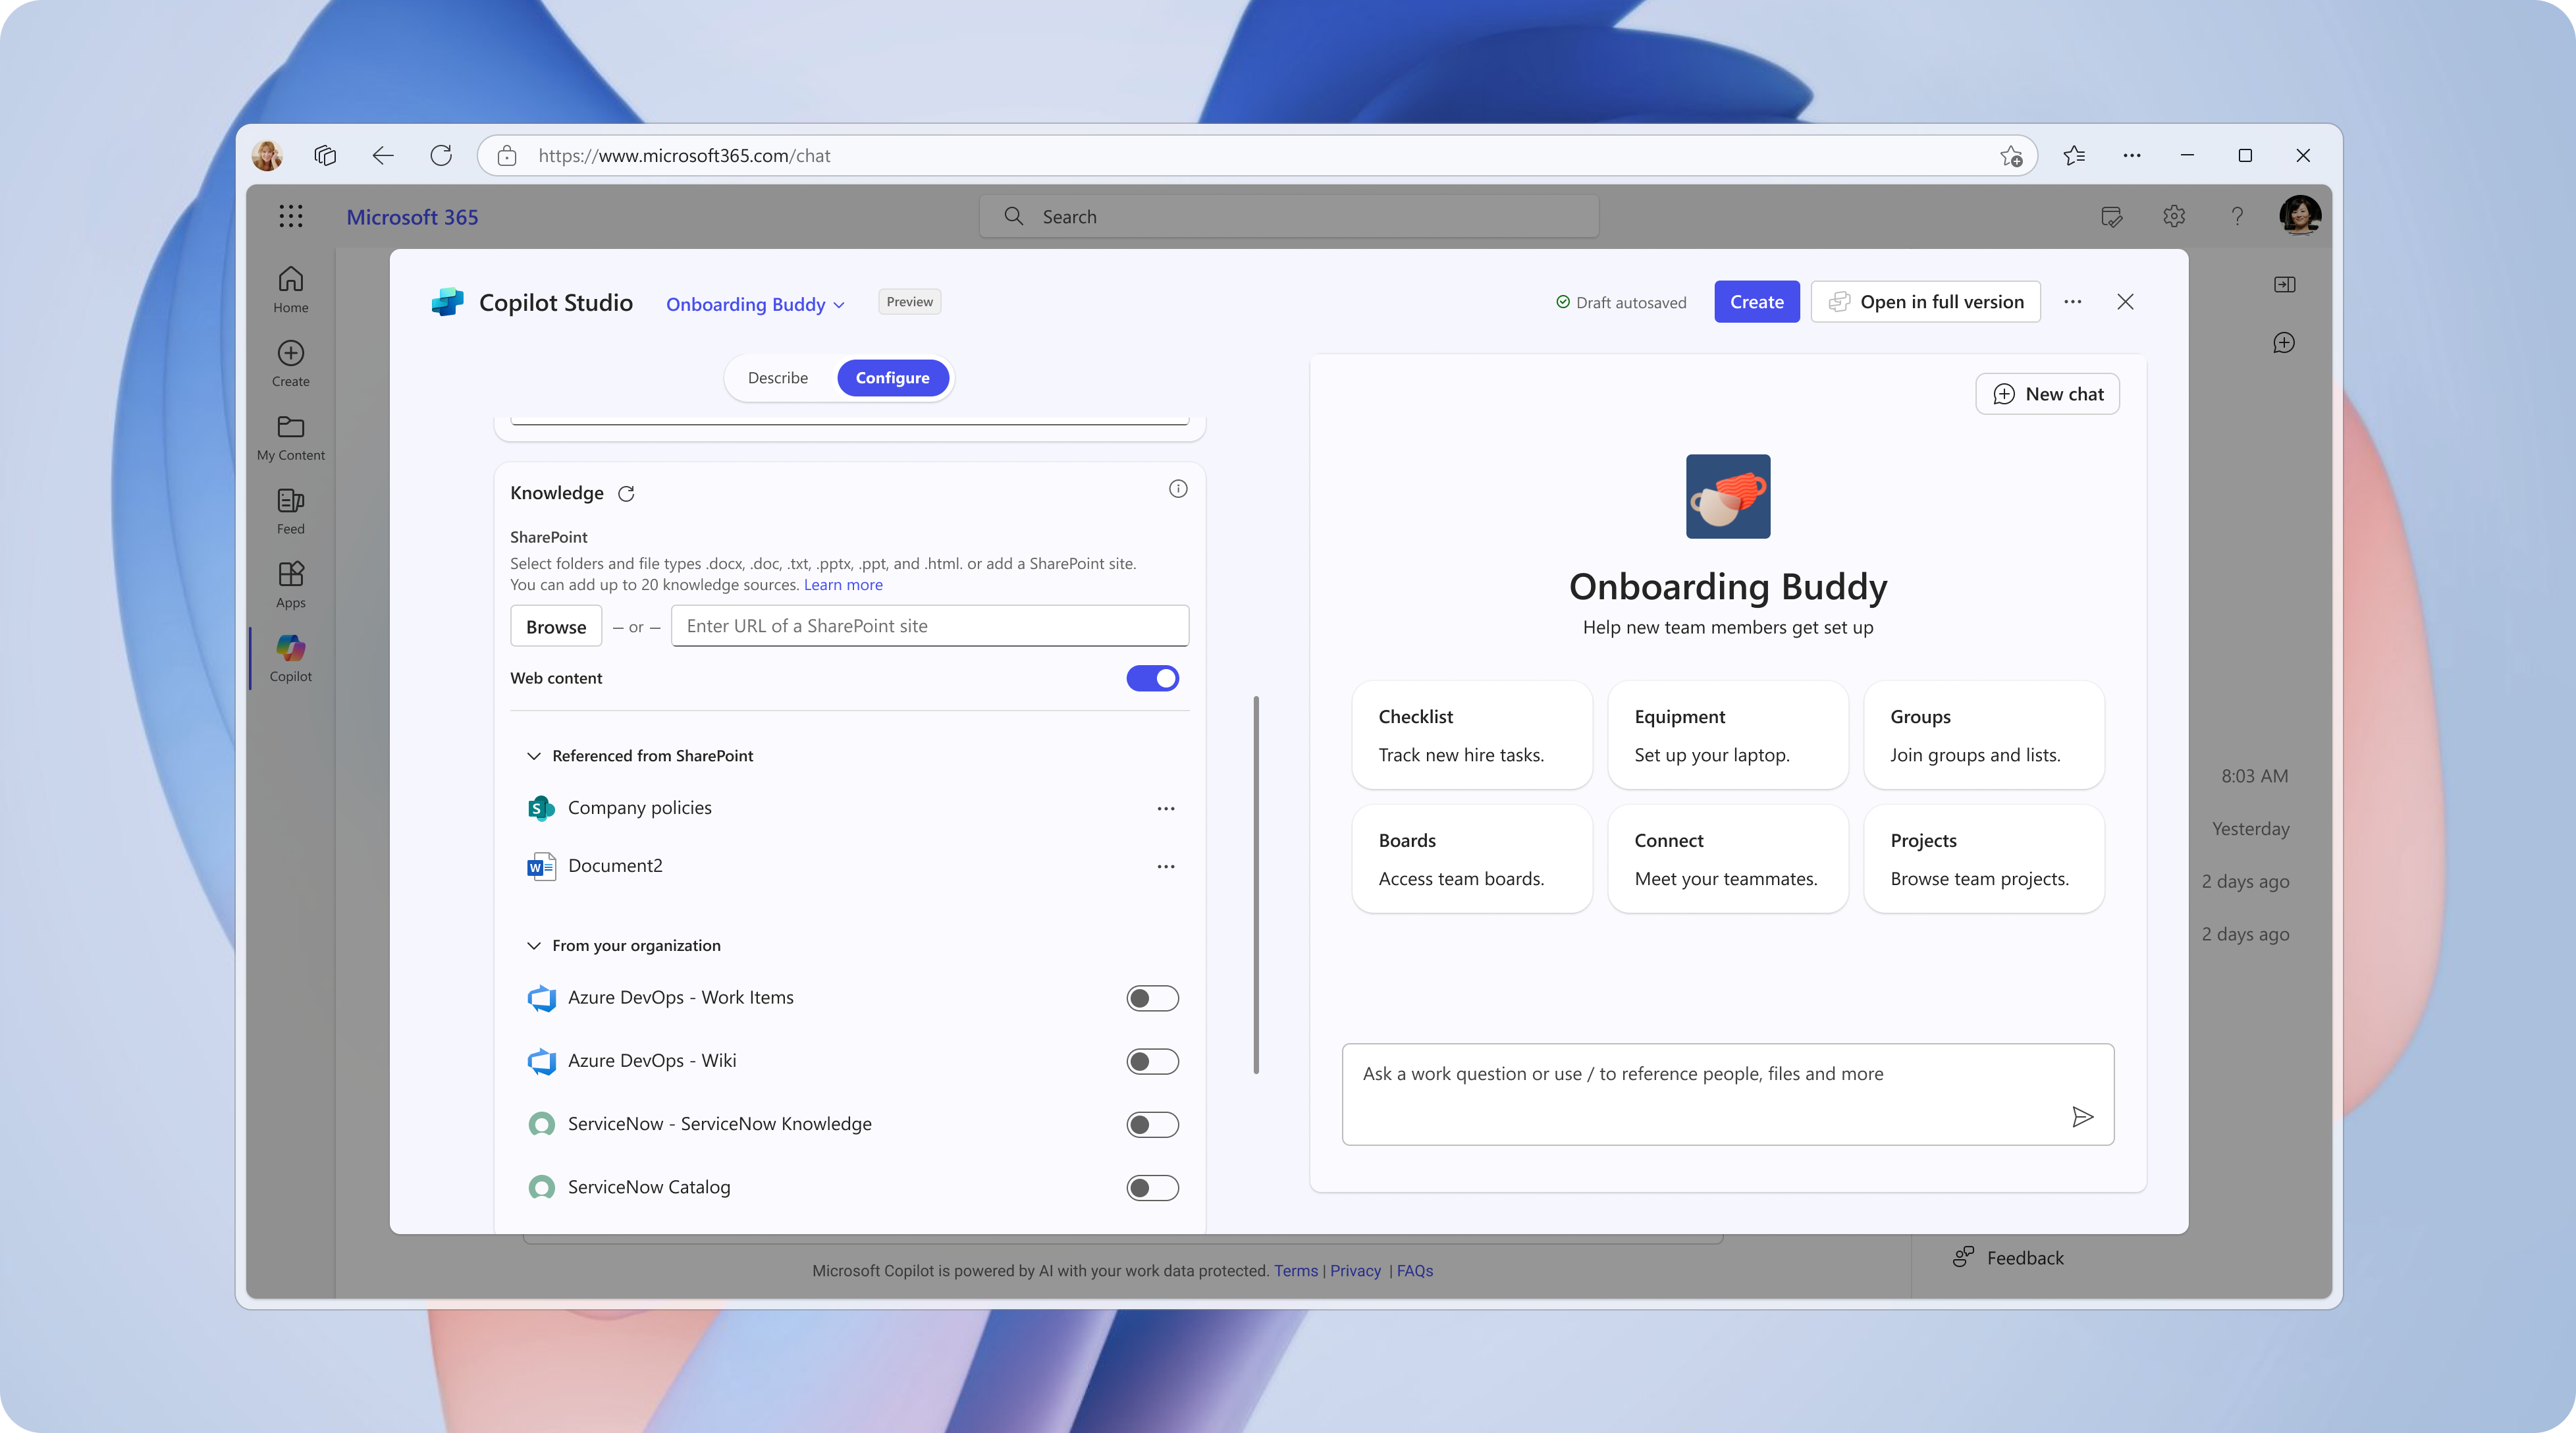 https://www.microsoft365.com/chat
Microsoft 365
Search
Home
Create
My Content
Feed
Apps
Copilot
Copilot Studio
Onboarding Buddy
Preview
Draft autosaved
Create
Open in full version
Describe
Configure
Knowledge
SharePoint
Select folders and file types .docx, .doc, .txt, .pptx, .ppt, and .html. or add a SharePoint site.
You can add up to 20 knowledge sources. Learn more
Browse
— or —
Enter URL of a SharePoint site
Web content
Referenced from SharePoint
Company policies
Document2
From your organization
Azure DevOps - Work Items
Azure DevOps - Wiki
ServiceNow - ServiceNow Knowledge
ServiceNow Catalog
New chat
Onboarding Buddy
Help new team members get set up
Checklist
Track new hire tasks.
Equipment
Set up your laptop.
Groups
Join groups and lists.
Boards
Access team boards.
Connect
Meet your teammates.
Projects
Browse team projects.
Ask a work question or use / to reference people, files and more
8:03 AM
Yesterday
2 days ago
2 days ago
Microsoft Copilot is powered by AI with your work data protected. Terms | Privacy | FAQs
Feedback